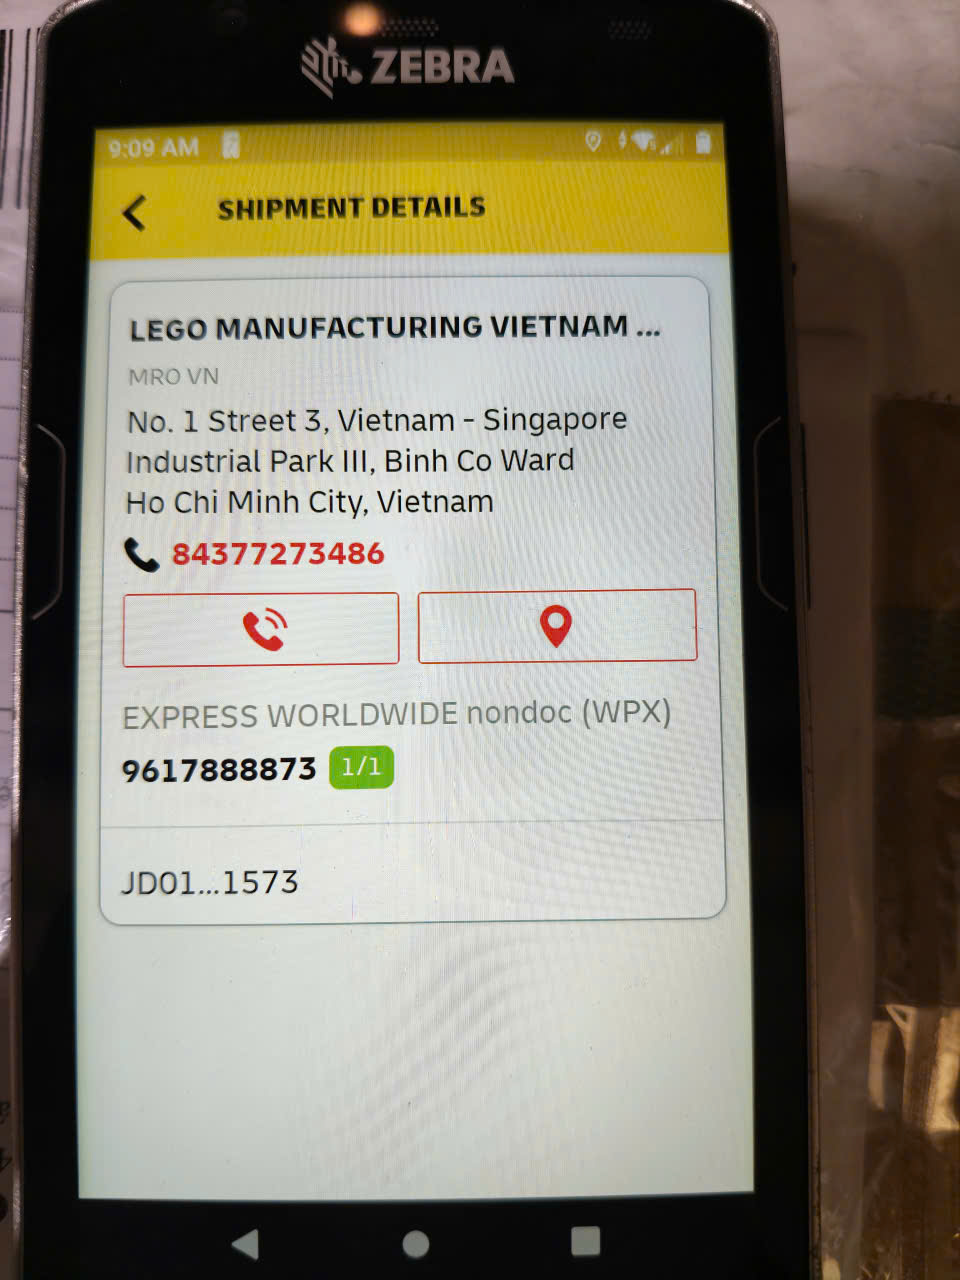 ZEBRA
9:09 AM
SHIPMENT DETAILS
LEGO MANUFACTURING VIETNAM ...
MRO VN
No. 1 Street 3, Vietnam - Singapore
Industrial Park III, Binh Co Ward
Ho Chi Minh City, Vietnam
84377273486
EXPRESS WORLDWIDE nondoc (WPX)
9617888873 1/1
JD01...1573